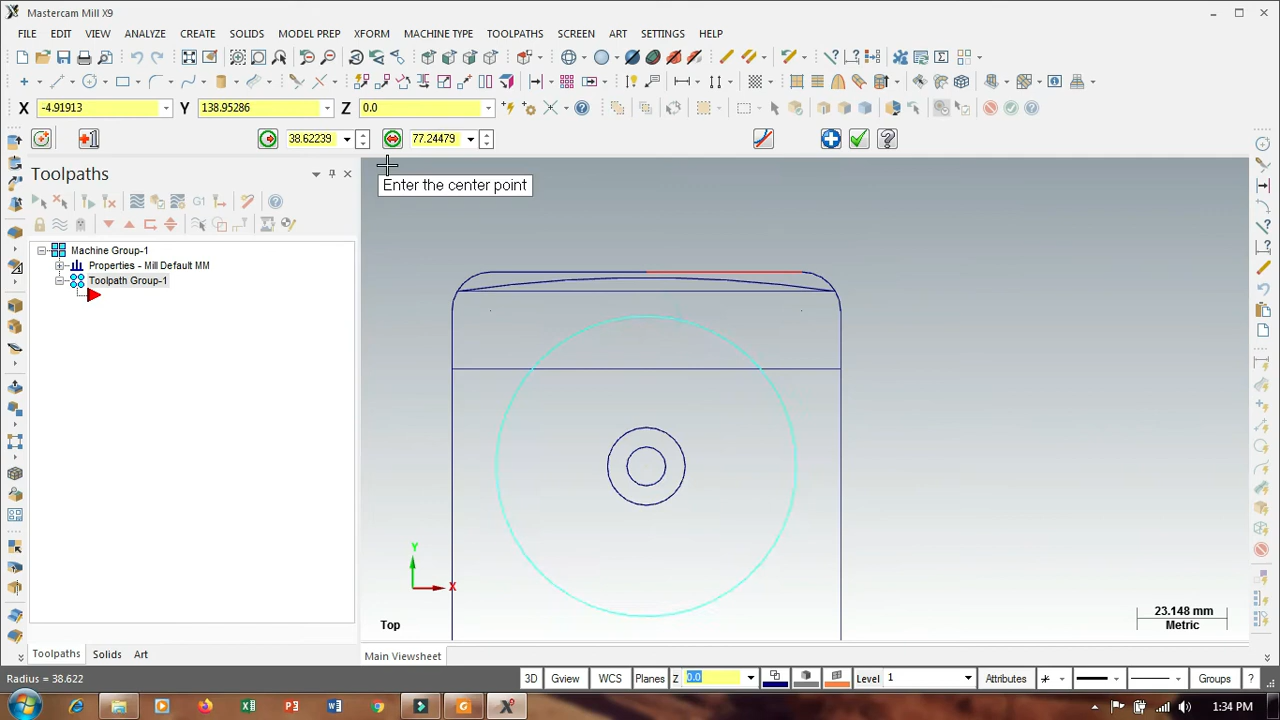 Mastercam Mill X9
FILE EDIT VIEW ANALYZE CREATE SOLIDS MODEL PREP XFORM MACHINE TYPE TOOLPATHS SCREEN ART SETTINGS HELP
X -4.91913 Y 138.95286 Z 0.0
+1 38.62239 77.24479
Toolpaths
Enter the center point
G1
Machine Group-1
Properties - Mill Default MM
Toolpath Group-1
Y
X
Top
23.148 mm
Metric
Toolpaths Solids Art
Main Viewsheet
Radius = 38.622
3D Gview WCS Planes Z 0.0 Level 1 Attributes Groups ?
1:34 PM